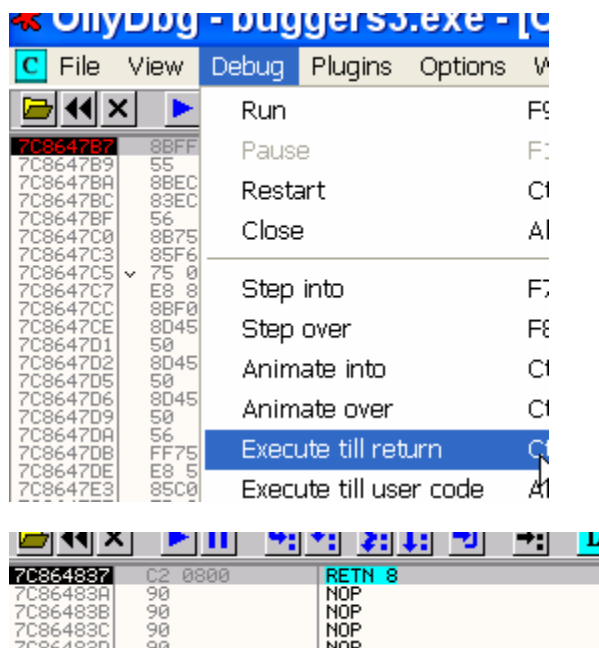 OllyDbg - buggers3.exe - [C
C File View Debug Plugins Options
Run F9
Pause
Restart
Close
Step into F7
Step over F8
Animate into
Animate over
Execute till return
Execute till user code
7C8647B7 8BFF
7C8647B9 55
7C8647BA 8BEC
7C8647BC 83EC
7C8647BF 56
7C8647C0 8B75
7C8647C3 85F6
7C8647C5 75 0
7C8647C7 E8 8
7C8647CC 8BF0
7C8647CE 8D45
7C8647D1 50
7C8647D2 8D45
7C8647D5 50
7C8647D6 8D45
7C8647D9 50
7C8647DA 56
7C8647DB FF75
7C8647DE E8 5
7C8647E3 85C0
7C864837 C2 0800 RETN 8
7C86483A 90 NOP
7C86483B 90 NOP
7C86483C 90 NOP
7C86483D 90 NOP